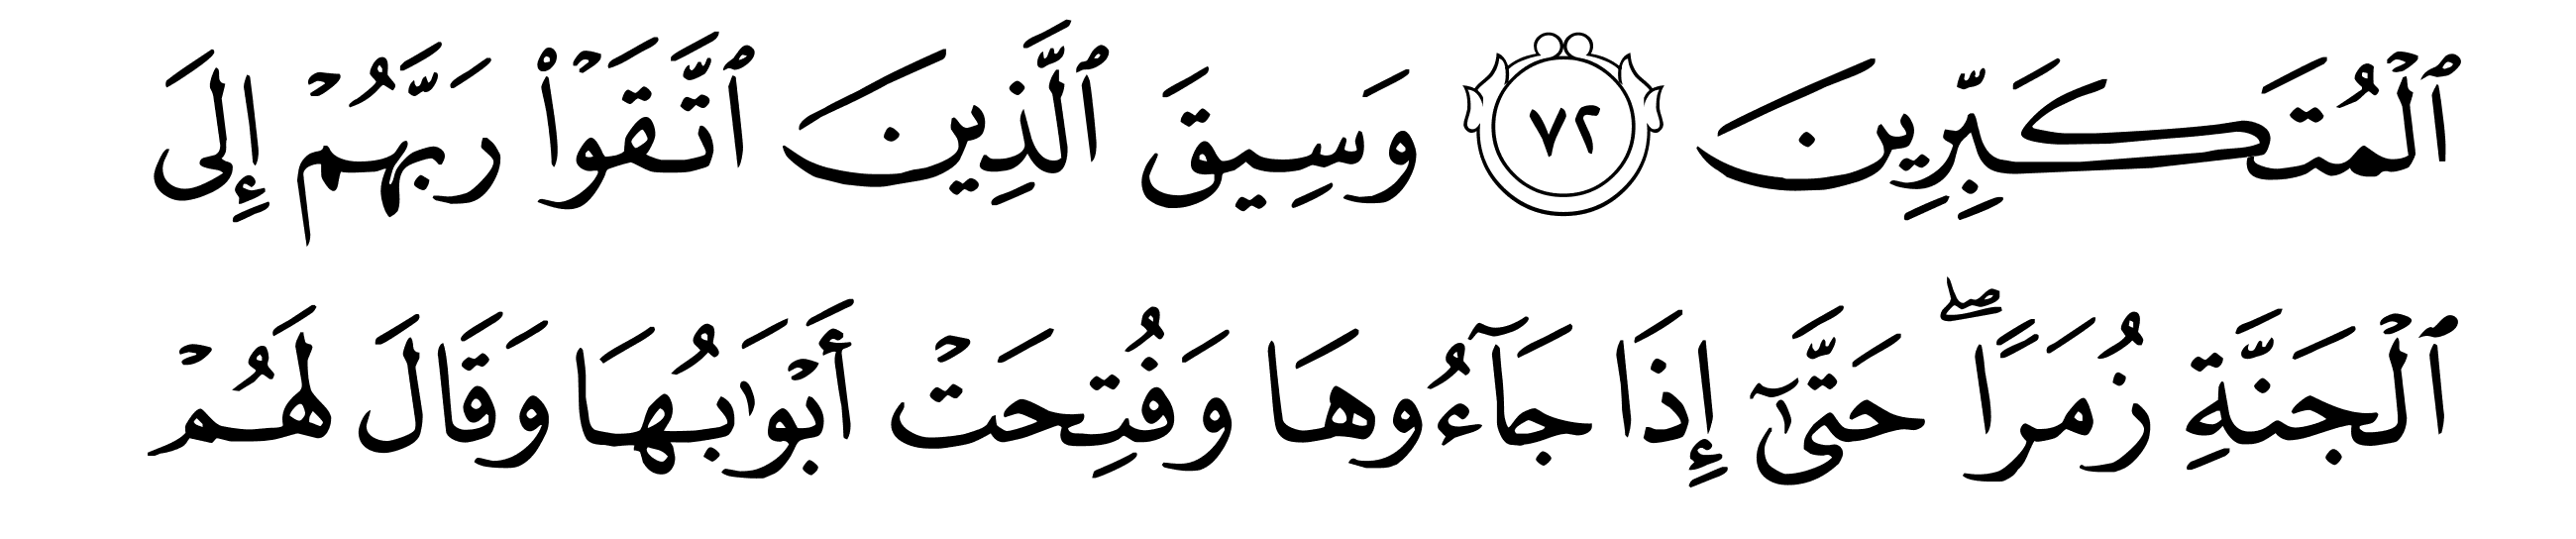 ٱلۡمُتَكَبِّرِينَ ٧٢ وَسِيقَ ٱلَّذِينَ ٱتَّقَوۡاْ رَبَّهُمۡ إِلَى
ٱلۡجَنَّةِ زُمَرًاۖ حَتَّىٰٓ إِذَا جَآءُوهَا وَفُتِحَتۡ أَبۡوَٰبُهَا وَقَالَ لَهُمۡ